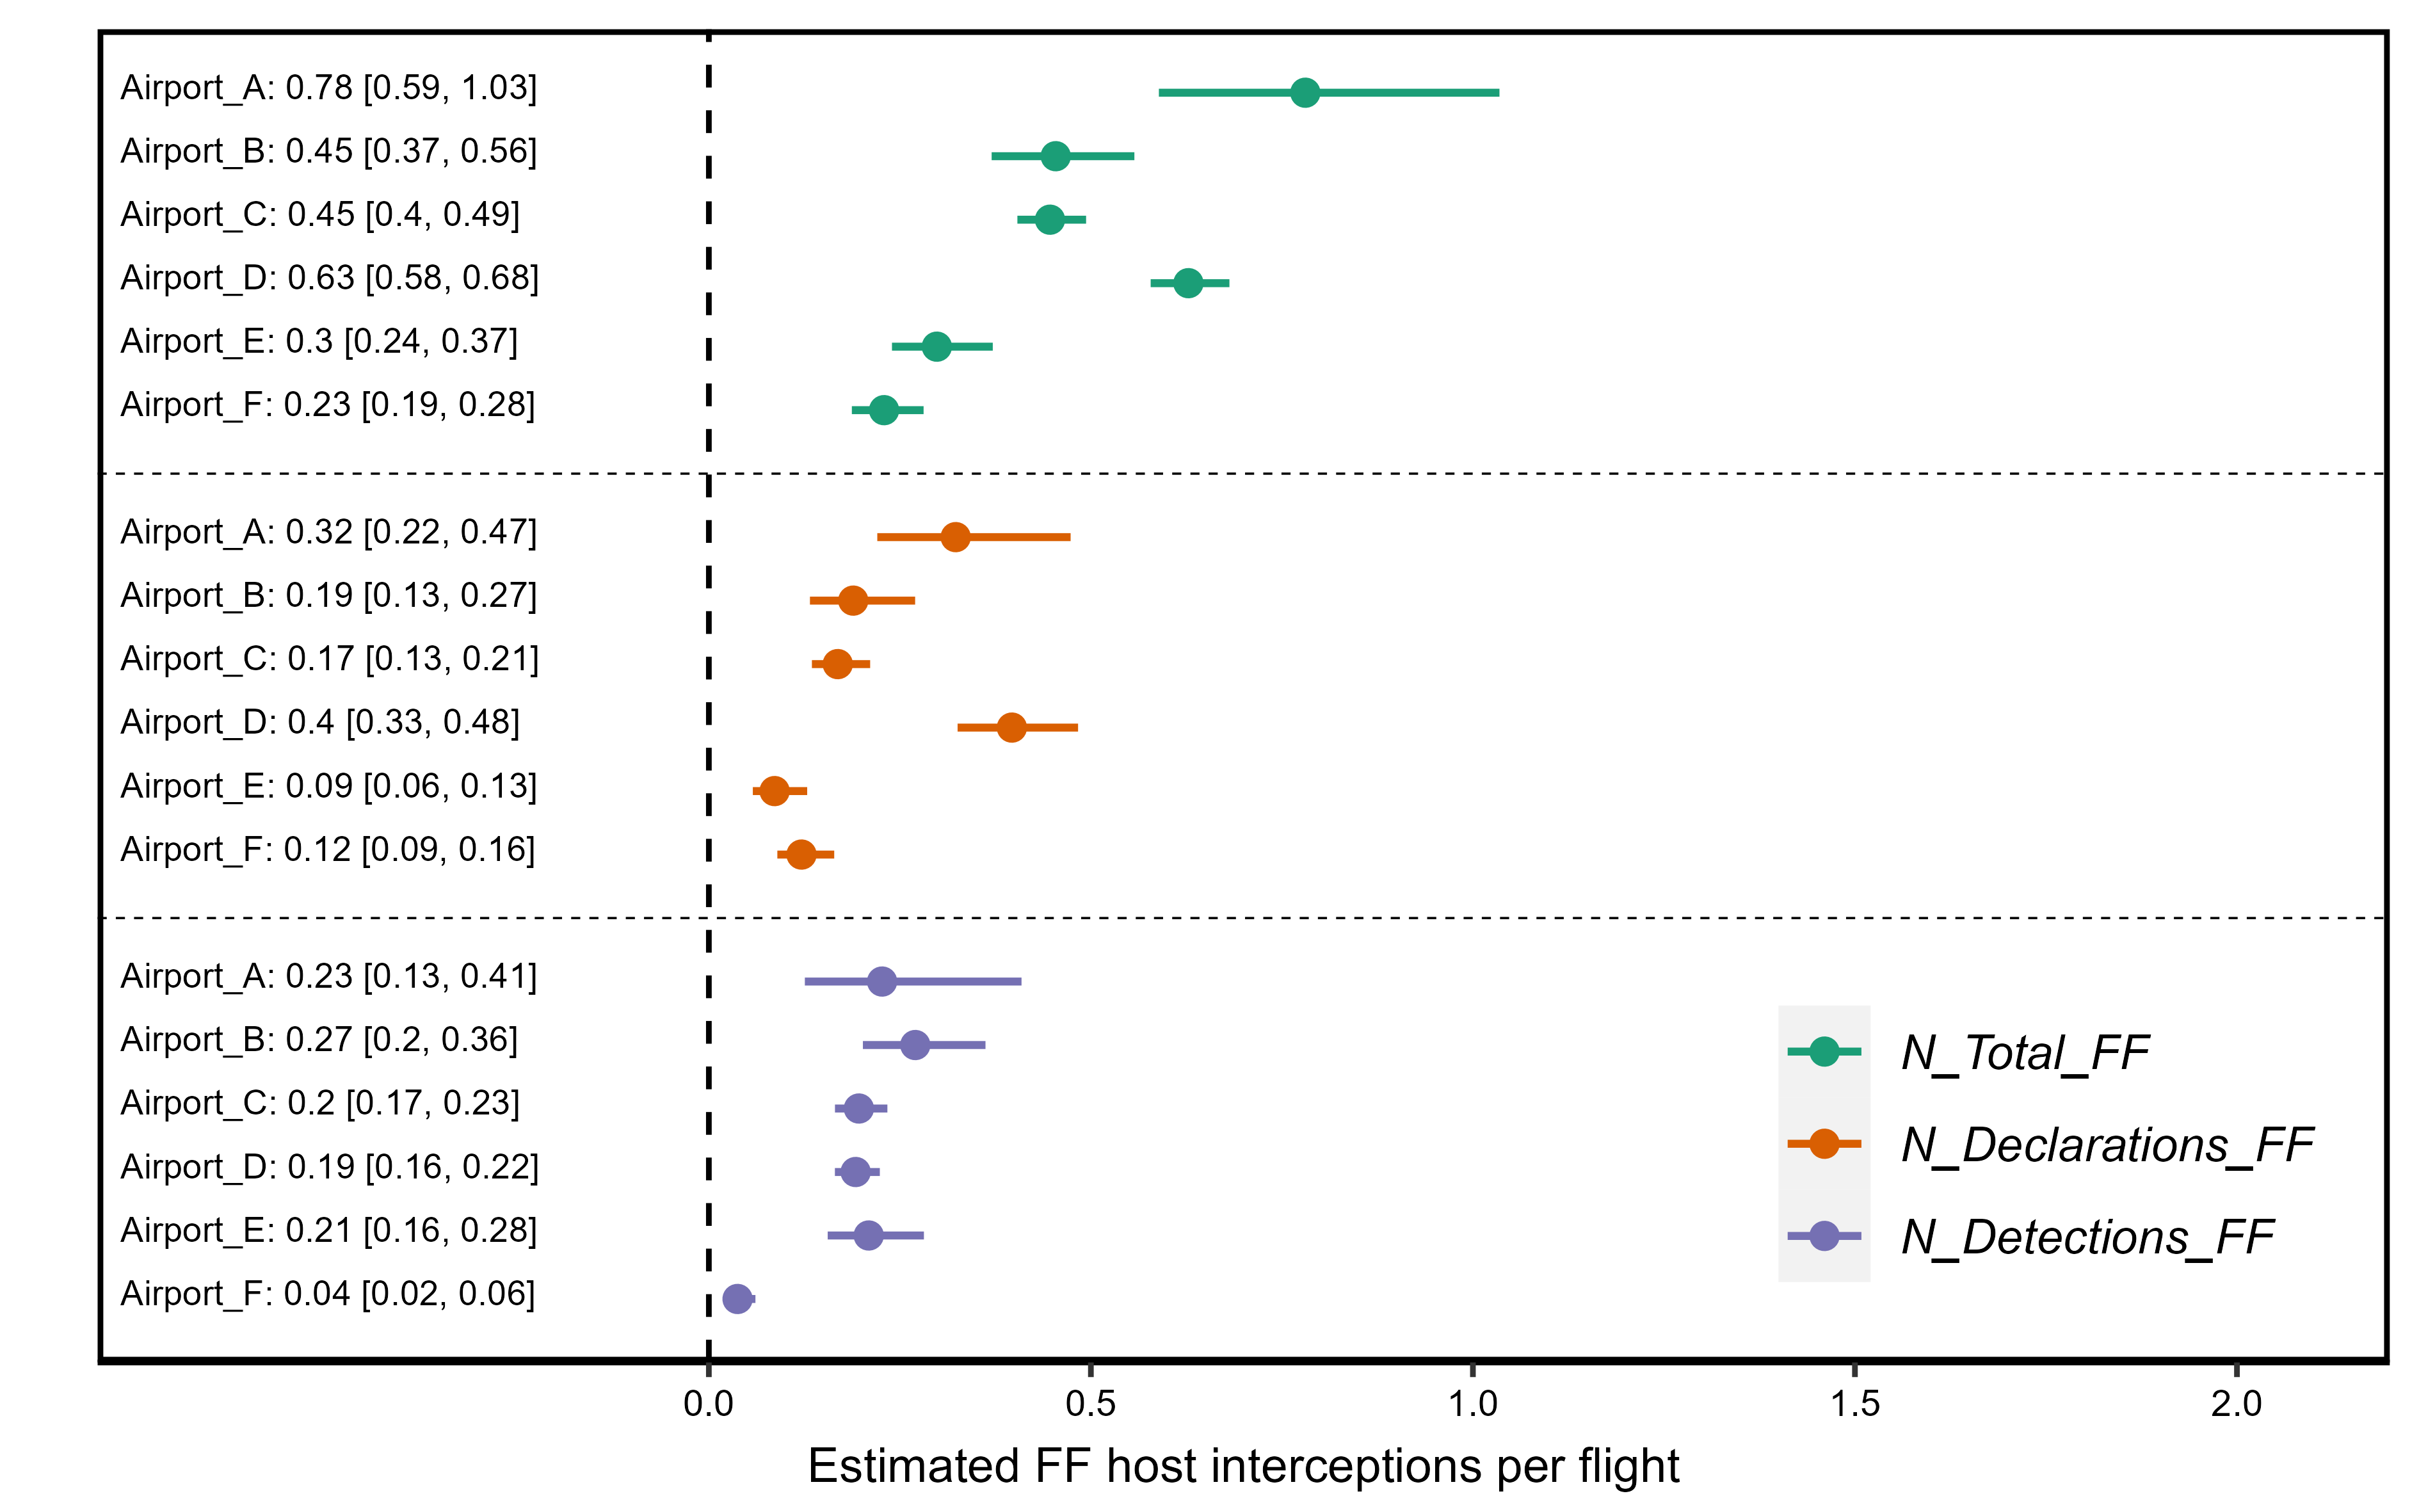 Airport_A: 0.78 [0.59, 1.03]
Airport_B: 0.45 [0.37, 0.56]
Airport_C: 0.45 [0.4, 0.49]
Airport_D: 0.63 [0.58, 0.68]
Airport_E: 0.3 [0.24, 0.37]
Airport_F: 0.23 [0.19, 0.28]
Airport_A: 0.32 [0.22, 0.47]
Airport_B: 0.19 [0.13, 0.27]
Airport_C: 0.17 [0.13, 0.21]
Airport_D: 0.4 [0.33, 0.48]
Airport_E: 0.09 [0.06, 0.13]
Airport_F: 0.12 [0.09, 0.16]
Airport_A: 0.23 [0.13, 0.41]
Airport_B: 0.27 [0.2, 0.36]
Airport_C: 0.2 [0.17, 0.23]
Airport_D: 0.19 [0.16, 0.22]
Airport_E: 0.21 [0.16, 0.28]
Airport_F: 0.04 [0.02, 0.06]
N_Total_FF
N_Declarations_FF
N_Detections_FF
0.0 0.5 1.0 1.5 2.0
Estimated FF host interceptions per flight